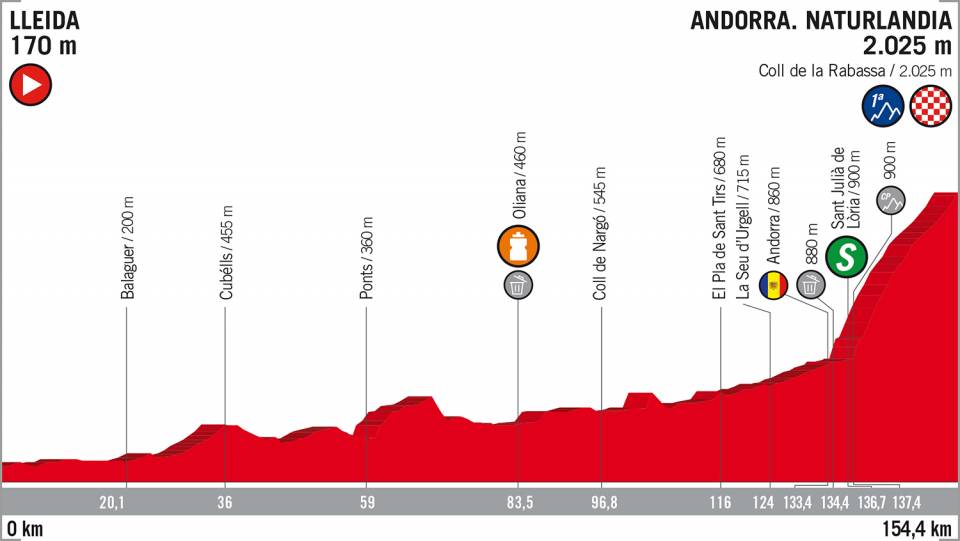 LLEIDA
170 m
ANDORRA. NATURLANDIA
2.025 m
Coll de la Rabassa / 2.025 m
1ª
Balaguer / 200 m
Cubélls / 455 m
Ponts / 360 m
Oliana / 460 m
Coll de Nargó / 545 m
El Pla de Sant Tirs / 680 m
La Seu d'Urgell / 715 m
Andorra / 860 m
880 m
Sant Julià de
Lòria / 900 m
S
900 m
CP
20,1
36
59
83,5
96,8
116
124
133,4
134,4
136,7
137,4
0 km
154,4 km